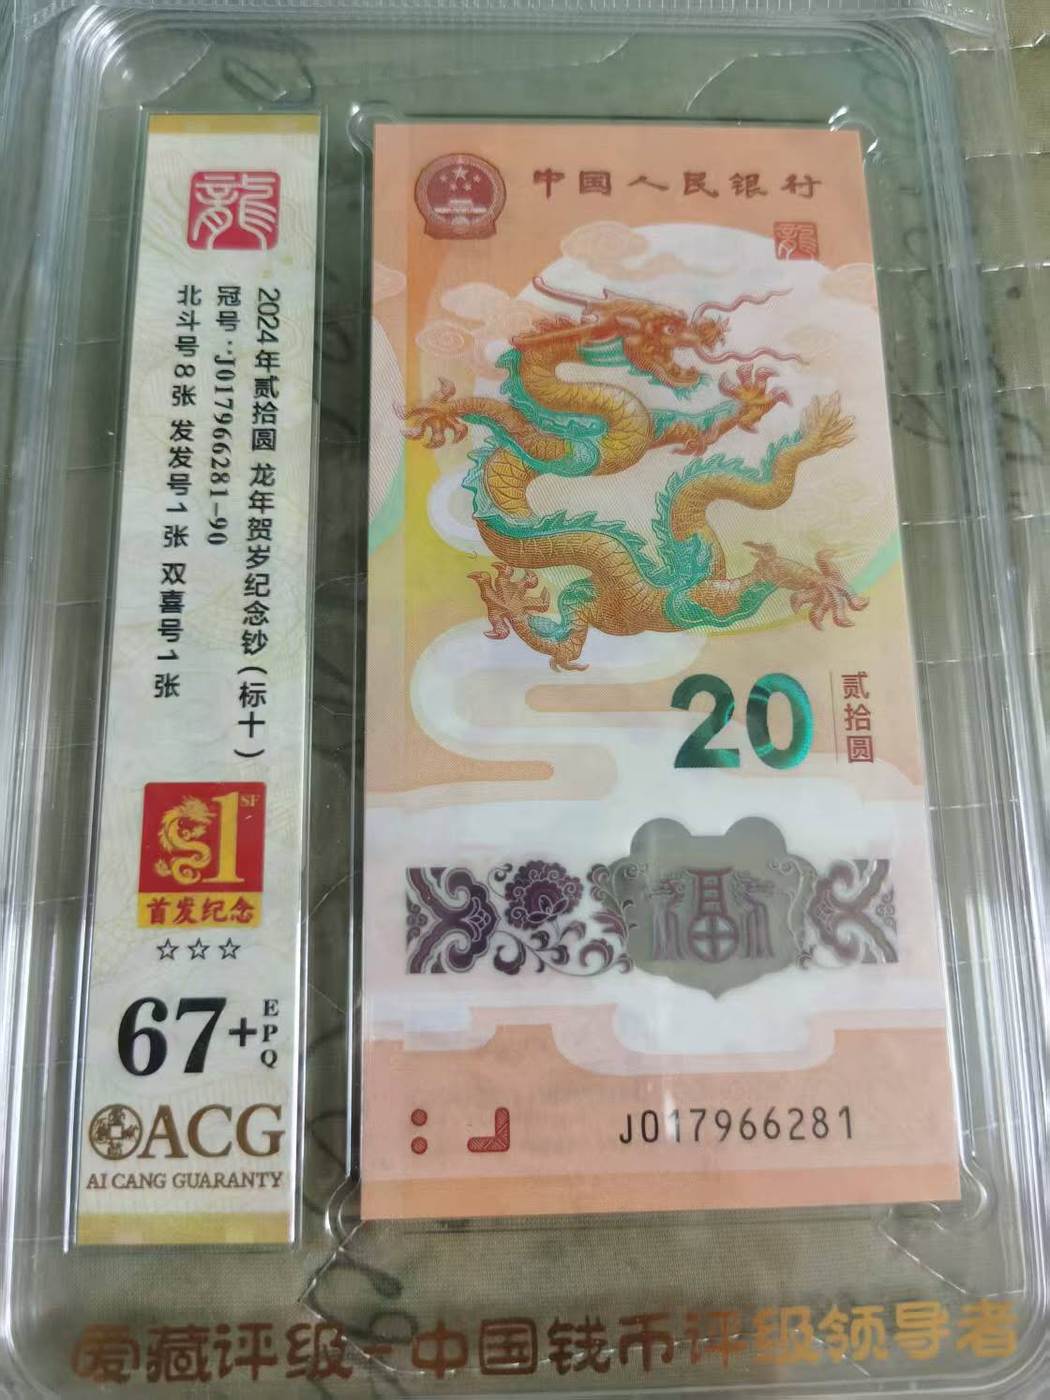 龍
2024年贰拾圆 龙年贺岁纪念钞(标十)
冠号:J017966281-90
北斗号8张 发发号1张 双喜号1张
1SF
首发纪念
☆☆☆
67+EPQ
ACG
AI CANG GUARANTY
中国人民银行
龍
20
贰拾圆
福
J017966281
爱藏评级-中国钱币评级领导者